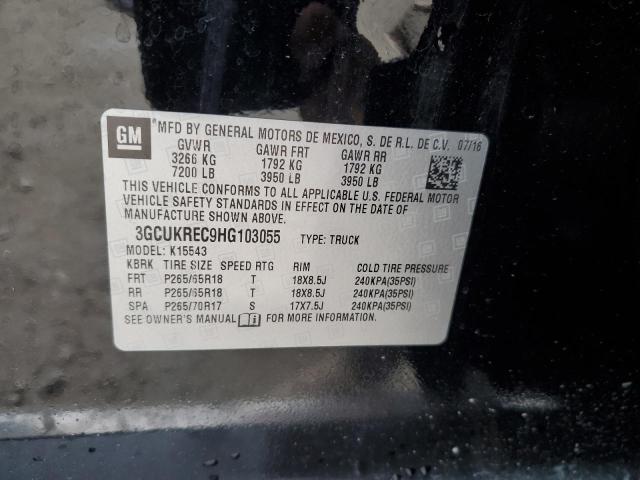 GM
MFD BY GENERAL MOTORS DE MEXICO, S. DE R.L. DE C.V. 07/16
GVWR GAWR FRT GAWR RR
3266 KG 1792 KG 1792 KG
7200 LB 3950 LB 3950 LB
THIS VEHICLE CONFORMS TO ALL APPLICABLE U.S. FEDERAL MOTOR
VEHICLE SAFETY STANDARDS IN EFFECT ON THE DATE OF
MANUFACTURE SHOWN ABOVE.
3GCUKREC9HG103055 TYPE: TRUCK
MODEL: K15543
KBRK TIRE SIZE SPEED RTG RIM COLD TIRE PRESSURE
FRT P265/65R18 T 18X8.5J 240KPA(35PSI)
RR P265/65R18 T 18X8.5J 240KPA(35PSI)
SPA P265/70R17 S 17X7.5J 240KPA(35PSI)
SEE OWNER'S MANUAL FOR MORE INFORMATION.